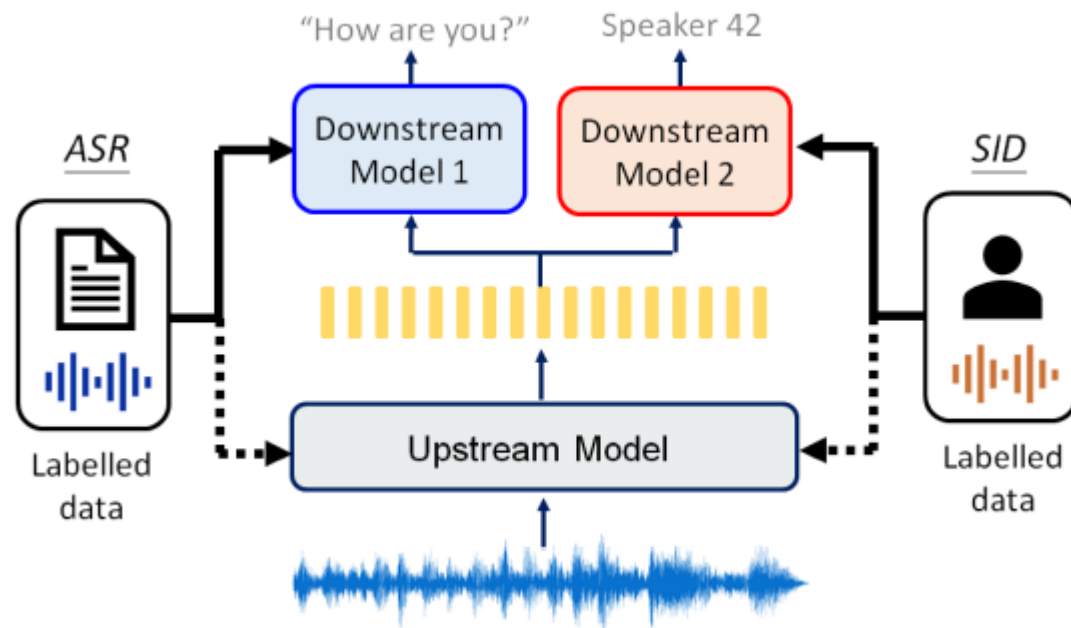 “How are you?”
Speaker 42
ASR
Downstream
Model 1
Downstream
Model 2
SID
Labelled
data
Upstream Model
Labelled
data